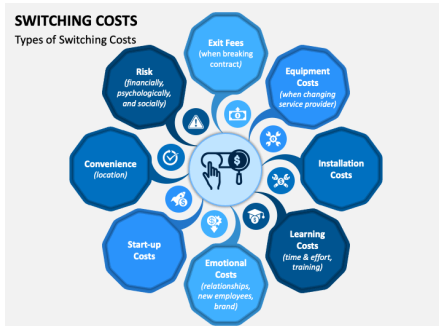 SWITCHING COSTS
Types of Switching Costs
Exit Fees
(when breaking
contract)
Equipment
Costs
(when changing
service provider)
Installation
Costs
Learning
Costs
(time & effort,
training)
Emotional
Costs
(relationships,
new employees,
brand)
Start-up
Costs
Convenience
(location)
Risk
(financially,
psychologically,
and socially)
$